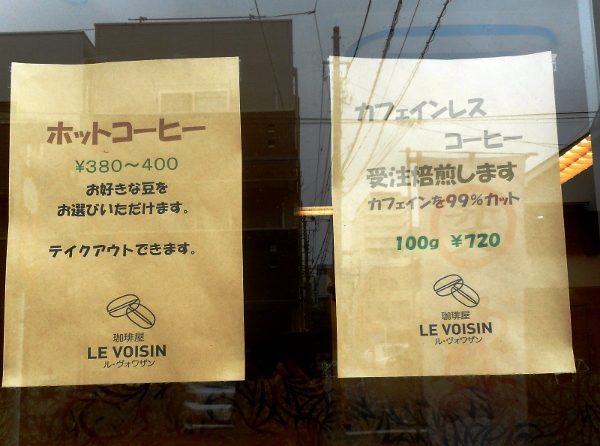 ホットコーヒー
¥380〜400
お好きな豆を
お選びいただけます。
テイクアウトできます。
珈琲屋
LE VOISIN
ル・ヴォワザン
カフェインレス
コーヒー
受注焙煎します
カフェインを99%カット
100g ¥720
珈琲屋
LE VOISIN
ル・ヴォワザン